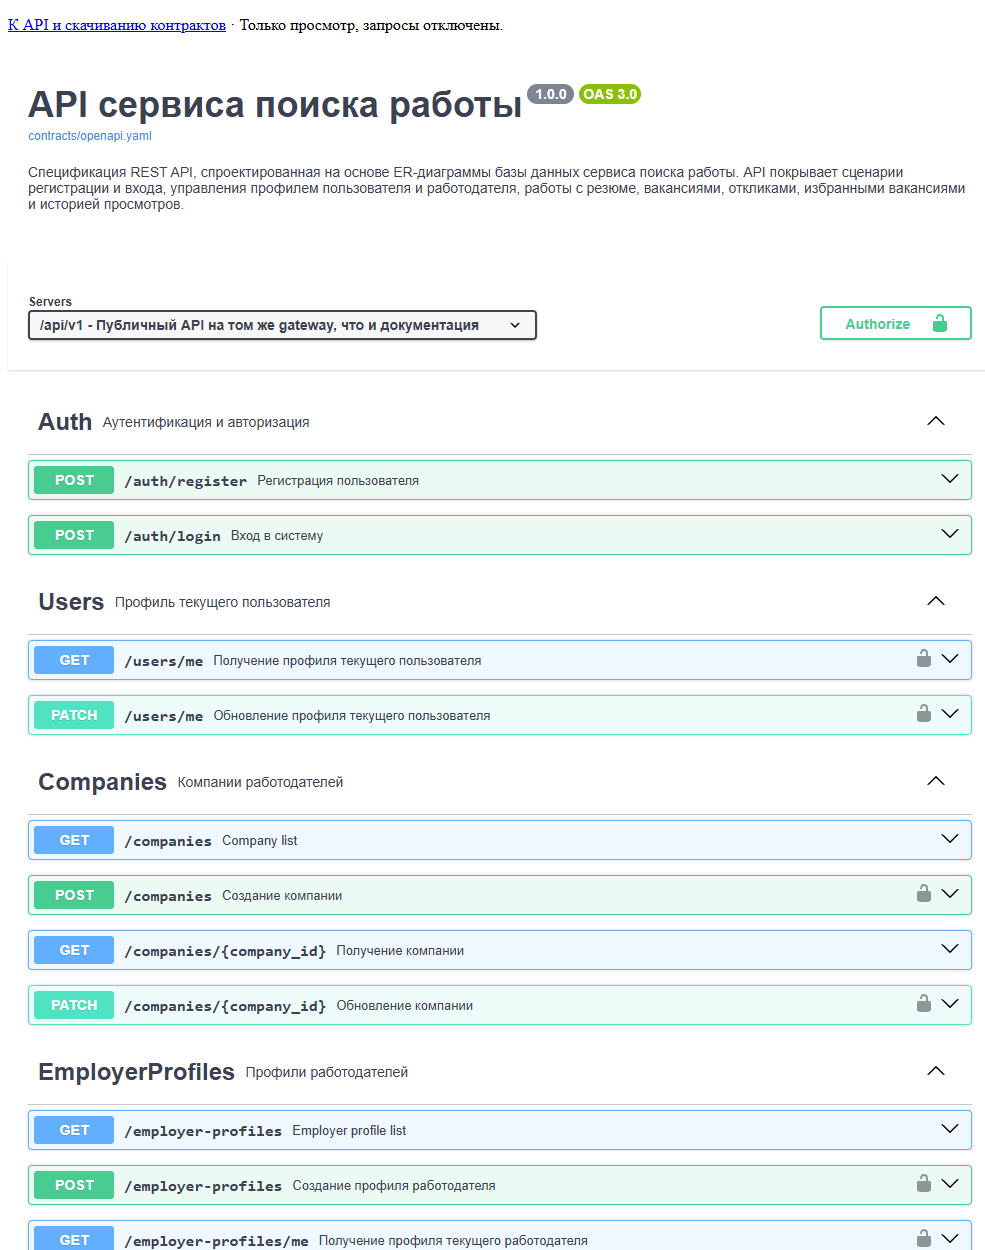 К API и скачиванию контрактов · Только просмотр, запросы отключены.
API сервиса поиска работы 1.0.0 OAS 3.0
contracts/openapi.yaml
Спецификация REST API, спроектированная на основе ER-диаграммы базы данных сервиса поиска работы. API покрывает сценарии
регистрации и входа, управления профилем пользователя и работодателя, работы с резюме, вакансиями, откликами, избранными вакансиями
и историей просмотров.
Servers
/api/v1 - Публичный API на том же gateway, что и документация
Authorize
Auth Аутентификация и авторизация
POST /auth/register Регистрация пользователя
POST /auth/login Вход в систему
Users Профиль текущего пользователя
GET /users/me Получение профиля текущего пользователя
PATCH /users/me Обновление профиля текущего пользователя
Companies Компании работодателей
GET /companies Company list
POST /companies Создание компании
GET /companies/{company_id} Получение компании
PATCH /companies/{company_id} Обновление компании
EmployerProfiles Профили работодателей
GET /employer-profiles Employer profile list
POST /employer-profiles Создание профиля работодателя
GET /employer-profiles/me Получение профиля текущего работодателя